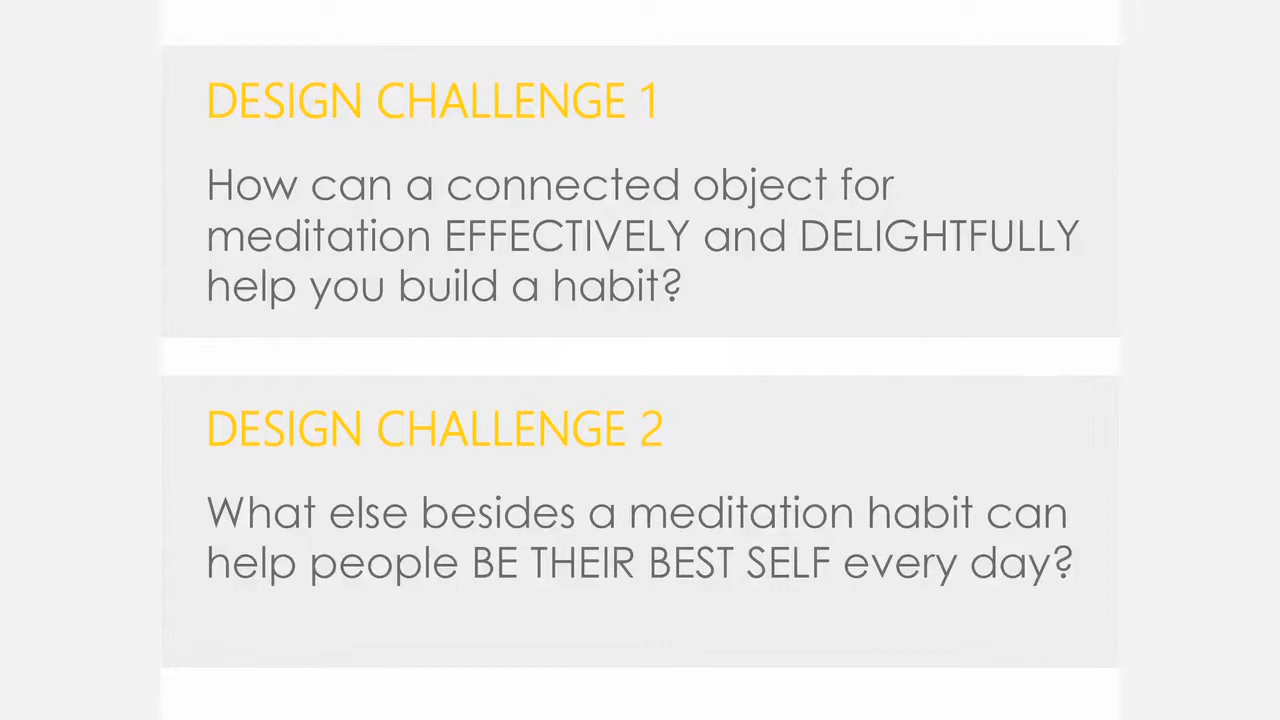 DESIGN CHALLENGE 1
How can a connected object for
meditation EFFECTIVELY and DELIGHTFULLY
help you build a habit?
DESIGN CHALLENGE 2
What else besides a meditation habit can
help people BE THEIR BEST SELF every day?